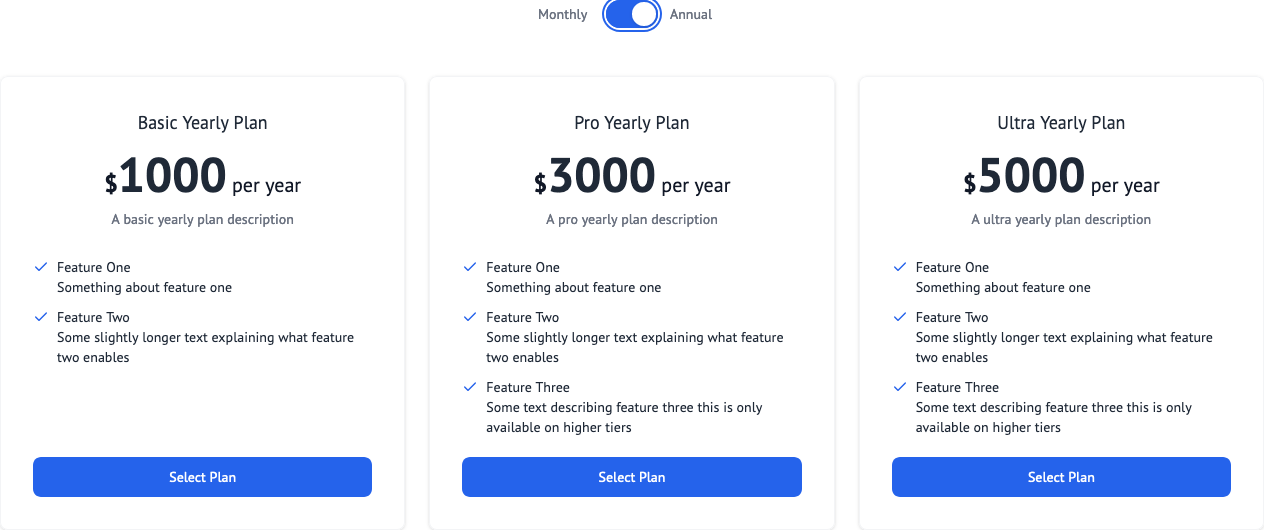 Monthly Annual
Basic Yearly Plan
$1000 per year
A basic yearly plan description
Feature One
Something about feature one
Feature Two
Some slightly longer text explaining what feature
two enables
Select Plan
Pro Yearly Plan
$3000 per year
A pro yearly plan description
Feature One
Something about feature one
Feature Two
Some slightly longer text explaining what feature
two enables
Feature Three
Some text describing feature three this is only
available on higher tiers
Select Plan
Ultra Yearly Plan
$5000 per year
A ultra yearly plan description
Feature One
Something about feature one
Feature Two
Some slightly longer text explaining what feature
two enables
Feature Three
Some text describing feature three this is only
available on higher tiers
Select Plan